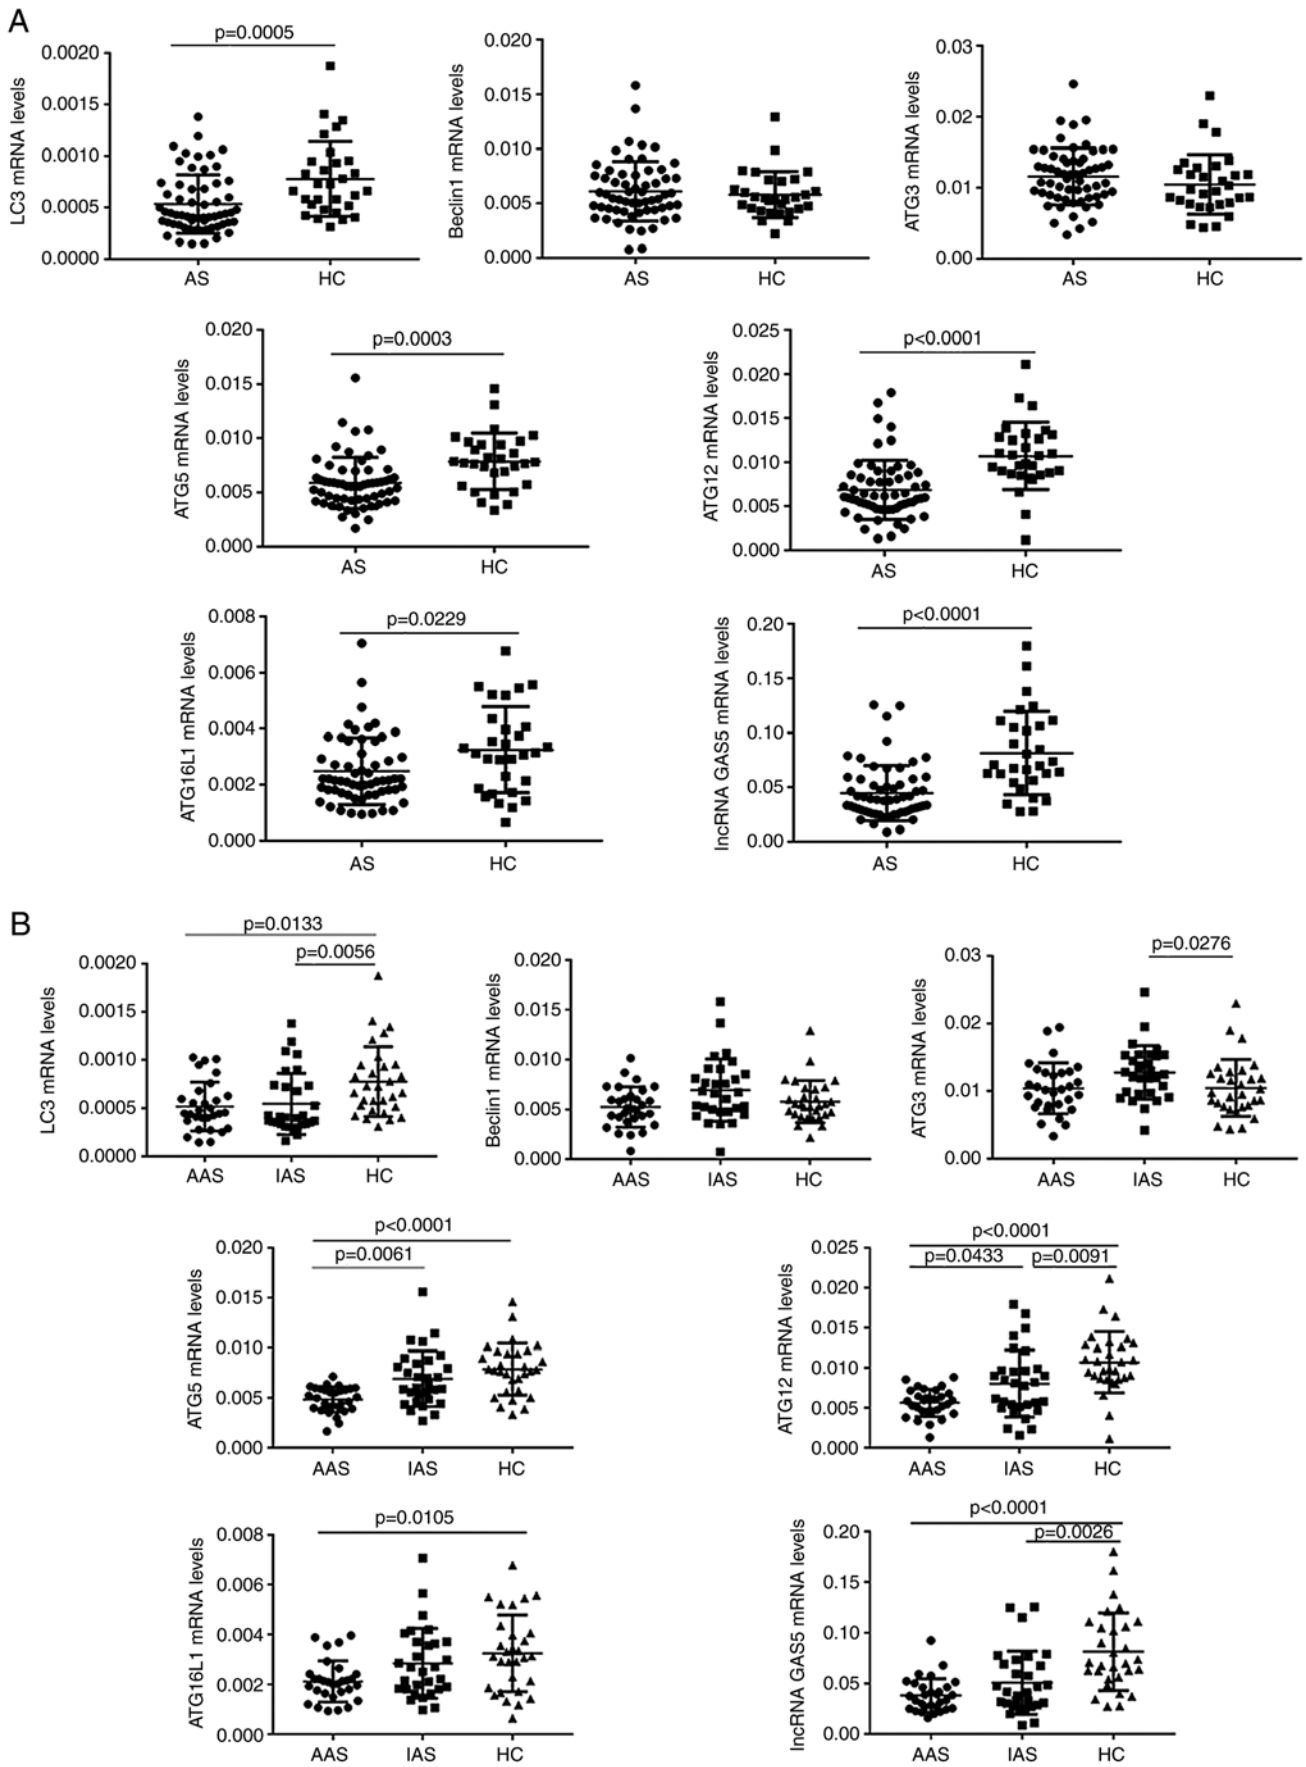 A
p=0.0005
LC3 mRNA levels
0.0020
0.0015
0.0010
0.0005
0.0000
AS HC
Beclin1 mRNA levels
0.020
0.015
0.010
0.005
0.000
AS HC
ATG3 mRNA levels
0.03
0.02
0.01
0.00
AS HC
p=0.0003
ATG5 mRNA levels
0.020
0.015
0.010
0.005
0.000
AS HC
p<0.0001
ATG12 mRNA levels
0.025
0.020
0.015
0.010
0.005
0.000
AS HC
p=0.0229
ATG16L1 mRNA levels
0.008
0.006
0.004
0.002
0.000
AS HC
p<0.0001
lncRNA GAS5 mRNA levels
0.20
0.15
0.10
0.05
0.00
AS HC
B
p=0.0133
p=0.0056
LC3 mRNA levels
0.0020
0.0015
0.0010
0.0005
0.0000
AAS IAS HC
Beclin1 mRNA levels
0.020
0.015
0.010
0.005
0.000
AAS IAS HC
p=0.0276
ATG3 mRNA levels
0.03
0.02
0.01
0.00
AAS IAS HC
p<0.0001
p=0.0061
ATG5 mRNA levels
0.020
0.015
0.010
0.005
0.000
AAS IAS HC
p<0.0001
p=0.0433 p=0.0091
ATG12 mRNA levels
0.025
0.020
0.015
0.010
0.005
0.000
AAS IAS HC
p=0.0105
ATG16L1 mRNA levels
0.008
0.006
0.004
0.002
0.000
AAS IAS HC
p<0.0001
p=0.0026
lncRNA GAS5 mRNA levels
0.20
0.15
0.10
0.05
0.00
AAS IAS HC